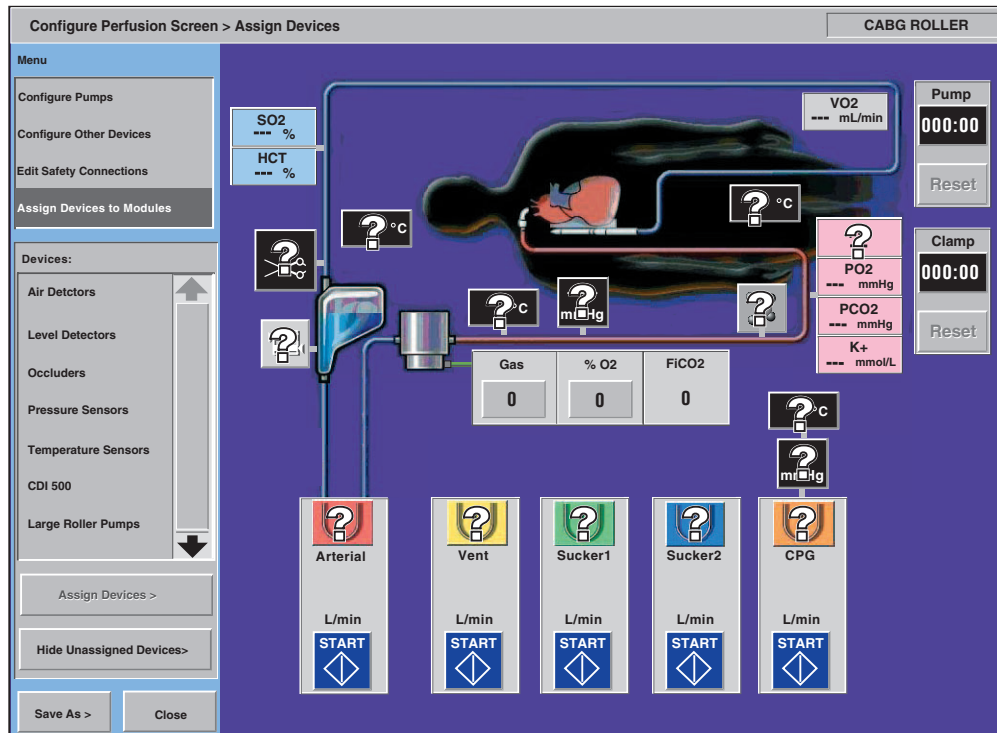 Configure Perfusion Screen > Assign Devices
CABG ROLLER
Menu
Configure Pumps
Configure Other Devices
Edit Safety Connections
Assign Devices to Modules
Devices:
Air Detctors
Level Detectors
Occluders
Pressure Sensors
Temperature Sensors
CDI 500
Large Roller Pumps
Assign Devices >
Hide Unassigned Devices>
Save As >
Close
SO2
--- %
HCT
--- %
VO2
--- mL/min
Pump
000:00
Reset
Clamp
000:00
Reset
? °C
? °C
?
?
? °C
? mmHg
?
?
PO2
--- mmHg
PCO2
--- mmHg
K+
--- mmol/L
Gas
0
% O2
0
FiCO2
0
? °C
? mmHg
?
Arterial
L/min
START
?
Vent
L/min
START
?
Sucker1
L/min
START
?
Sucker2
L/min
START
?
CPG
L/min
START